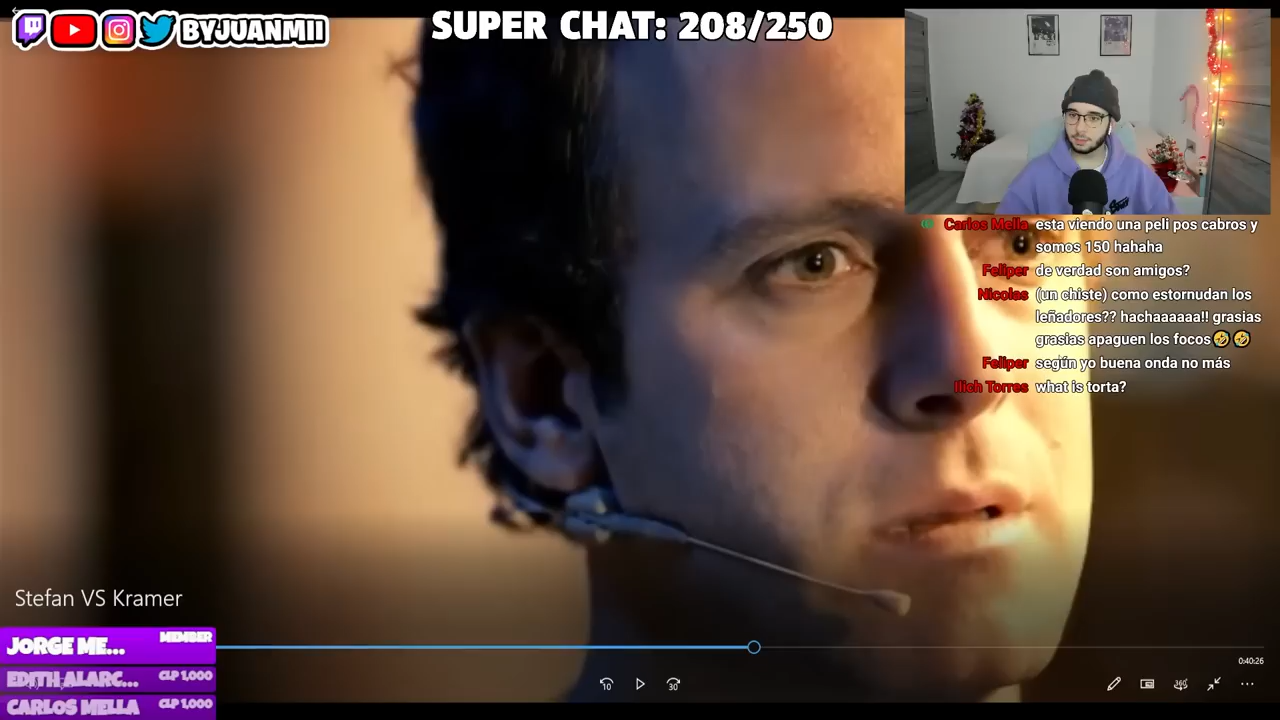 BYJUANMII
SUPER CHAT: 208/250
Carlos Mella esta viendo una peli pos cabros y
somos 150 hahaha
Feliper de verdad son amigos?
Nicolas (un chiste) como estornudan los
leñadores?? hachaaaaaa!! grasias
grasias apaguen los focos🤣🤣
Feliper según yo buena onda no más
Ilich Torres what is torta?
Stefan VS Kramer
JORGE ME... MEMBER
EDITH ALARC... CLP 1,000
CARLOS MELLA CLP 1,000
0:40:26
10
30
360